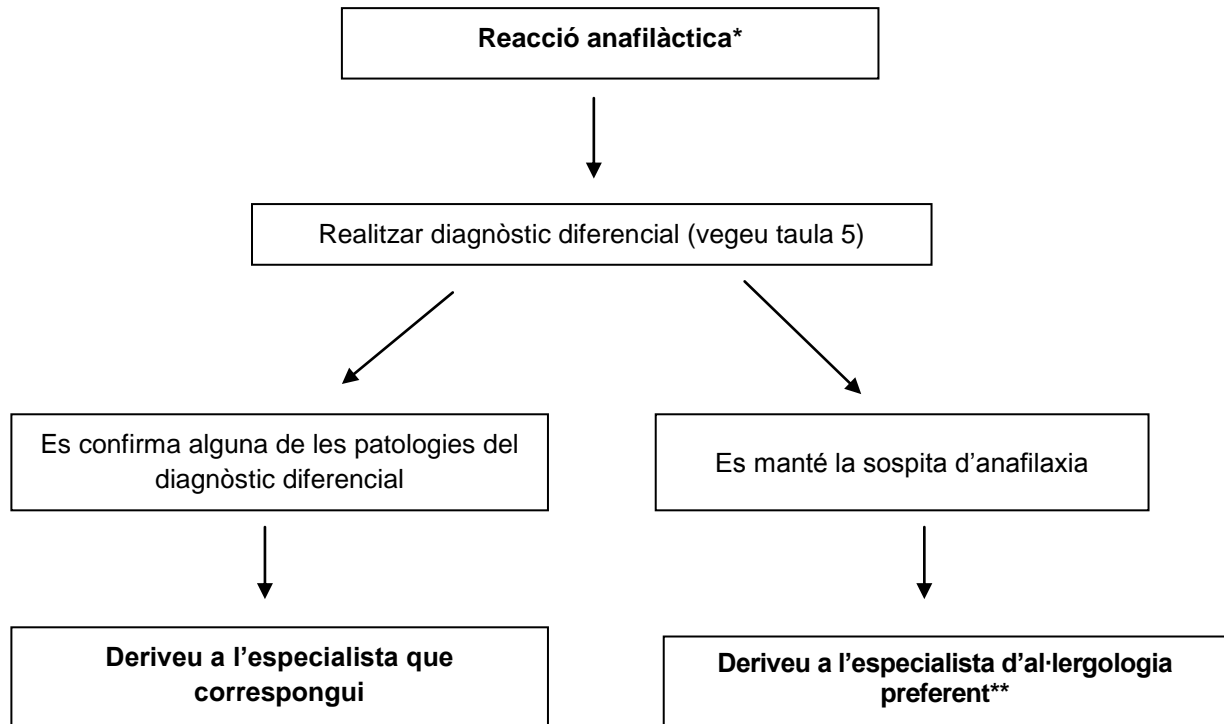 Reacció anafilàctica*
Realitzar diagnòstic diferencial (vegeu taula 5)
Es confirma alguna de les patologies del
diagnòstic diferencial
Es manté la sospita d’anafilaxia
Deriveu a l’especialista que
correspongui
Deriveu a l’especialista d’al·lergologia
preferent**